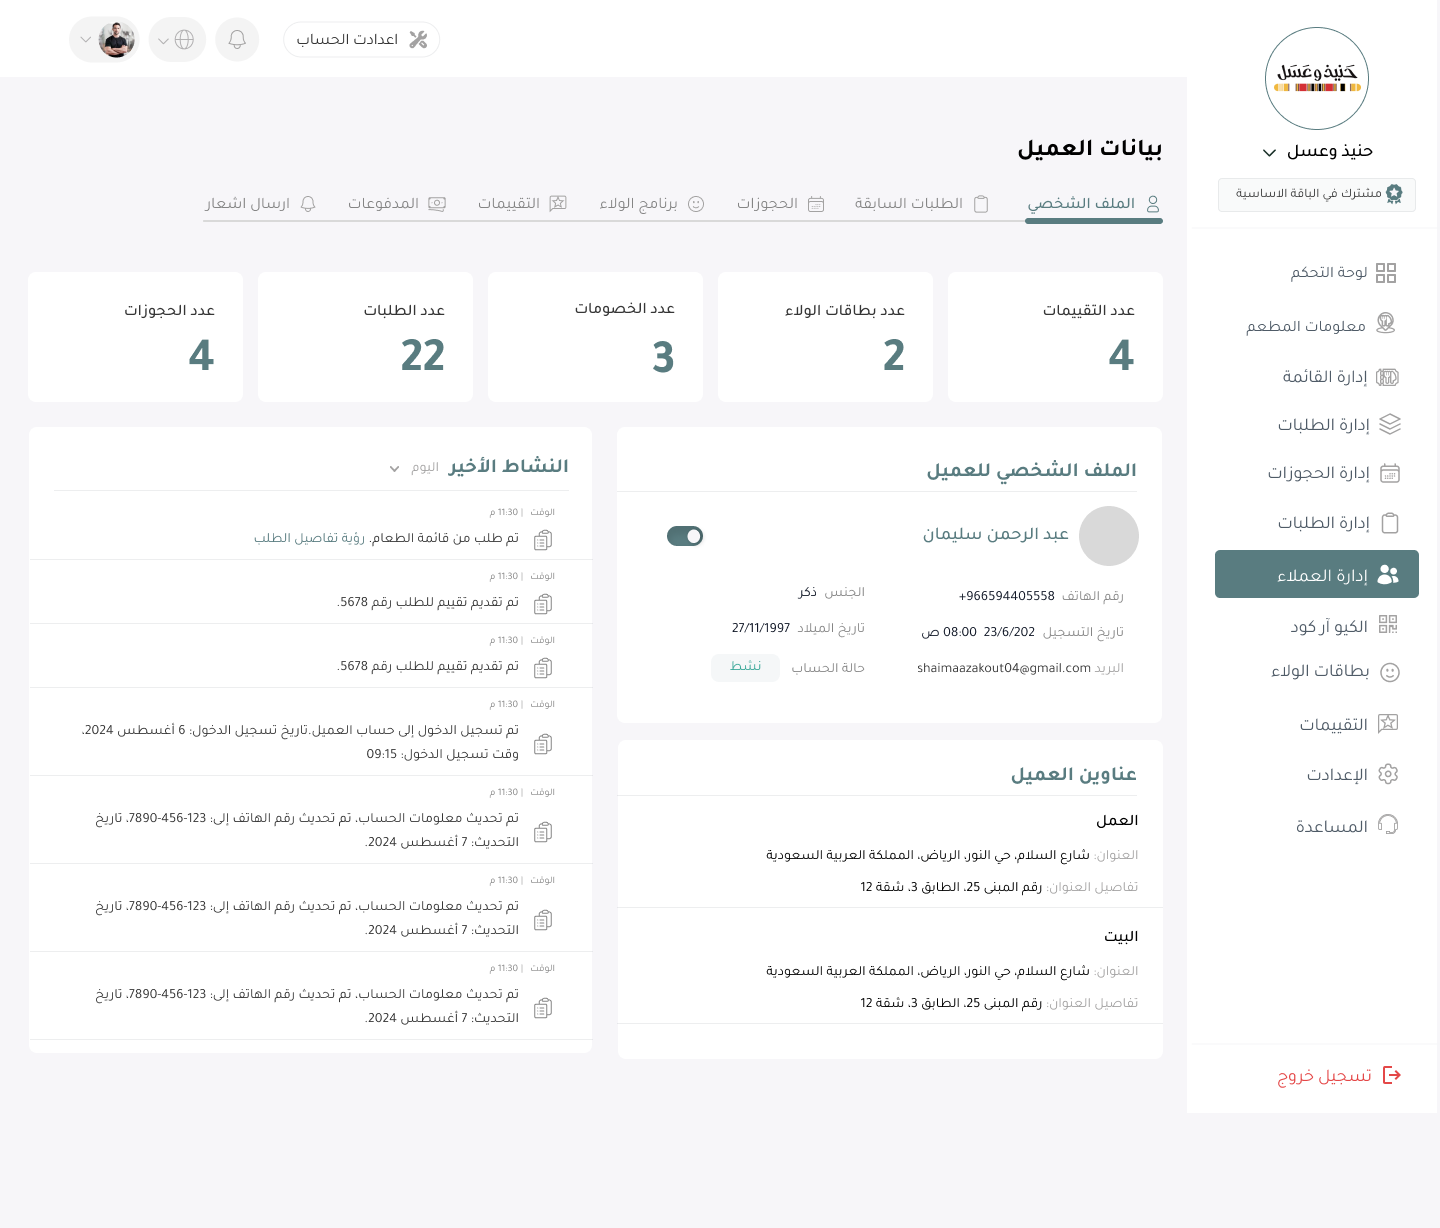 اعدادت الحساب
حَنيذ وعَسَل
حنيذ وعسل
مشترك في الباقة الاساسية
لوحة التحكم
معلومات المطعم
إدارة القائمة
إدارة الطلبات
إدارة الحجوزات
إدارة الطلبات
إدارة العملاء
الكيو آر كود
بطاقات الولاء
التقييمات
الإعدادت
المساعدة
تسجيل خروج
بيانات العميل
الملف الشخصي
الطلبات السابقة
الحجوزات
برنامج الولاء
التقييمات
المدفوعات
ارسال اشعار
عدد التقييمات
4
عدد بطاقات الولاء
2
عدد الخصومات
3
عدد الطلبات
22
عدد الحجوزات
4
الملف الشخصي للعميل
عبد الرحمن سليمان
رقم الهاتف +966594405558
الجنس ذكر
تاريخ التسجيل 23/6/202 08:00 ص
تاريخ الميلاد 27/11/1997
البريد shaimaazakout04@gmail.com
حالة الحساب نشط
عناوين العميل
العمل
العنوان: شارع السلام، حي النور، الرياض، المملكة العربية السعودية
تفاصيل العنوان: رقم المبنى 25، الطابق 3، شقة 12
البيت
العنوان: شارع السلام، حي النور، الرياض، المملكة العربية السعودية
تفاصيل العنوان: رقم المبنى 25، الطابق 3، شقة 12
النشاط الأخير اليوم
الوقت | 11:30 م
تم طلب من قائمة الطعام. رؤية تفاصيل الطلب
الوقت | 11:30 م
تم تقديم تقييم للطلب رقم 5678.
الوقت | 11:30 م
تم تقديم تقييم للطلب رقم 5678.
الوقت | 11:30 م
تم تسجيل الدخول إلى حساب العميل.تاريخ تسجيل الدخول: 6 أغسطس 2024،
وقت تسجيل الدخول: 09:15
الوقت | 11:30 م
تم تحديث معلومات الحساب، تم تحديث رقم الهاتف إلى: 123-456-7890، تاريخ
التحديث: 7 أغسطس 2024.
الوقت | 11:30 م
تم تحديث معلومات الحساب، تم تحديث رقم الهاتف إلى: 123-456-7890، تاريخ
التحديث: 7 أغسطس 2024.
الوقت | 11:30 م
تم تحديث معلومات الحساب، تم تحديث رقم الهاتف إلى: 123-456-7890، تاريخ
التحديث: 7 أغسطس 2024.